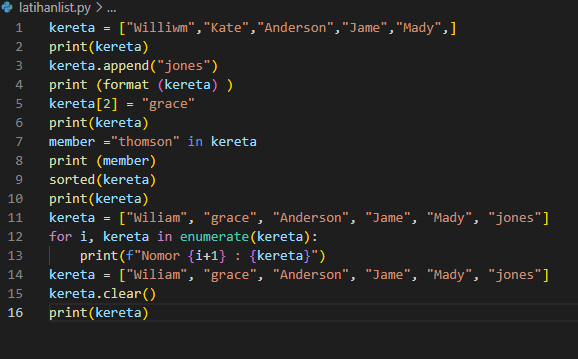 latihanlist.py > ...
1 kereta = ["Williwm","Kate","Anderson","Jame","Mady",]
2 print(kereta)
3 kereta.append("jones")
4 print (format (kereta) )
5 kereta[2] = "grace"
6 print(kereta)
7 member ="thomson" in kereta
8 print (member)
9 sorted(kereta)
10 print(kereta)
11 kereta = ["Wiliam", "grace", "Anderson", "Jame", "Mady", "jones"]
12 for i, kereta in enumerate(kereta):
13     print(f"Nomor {i+1} : {kereta}")
14 kereta = ["Wiliam", "grace", "Anderson", "Jame", "Mady", "jones"]
15 kereta.clear()
16 print(kereta)